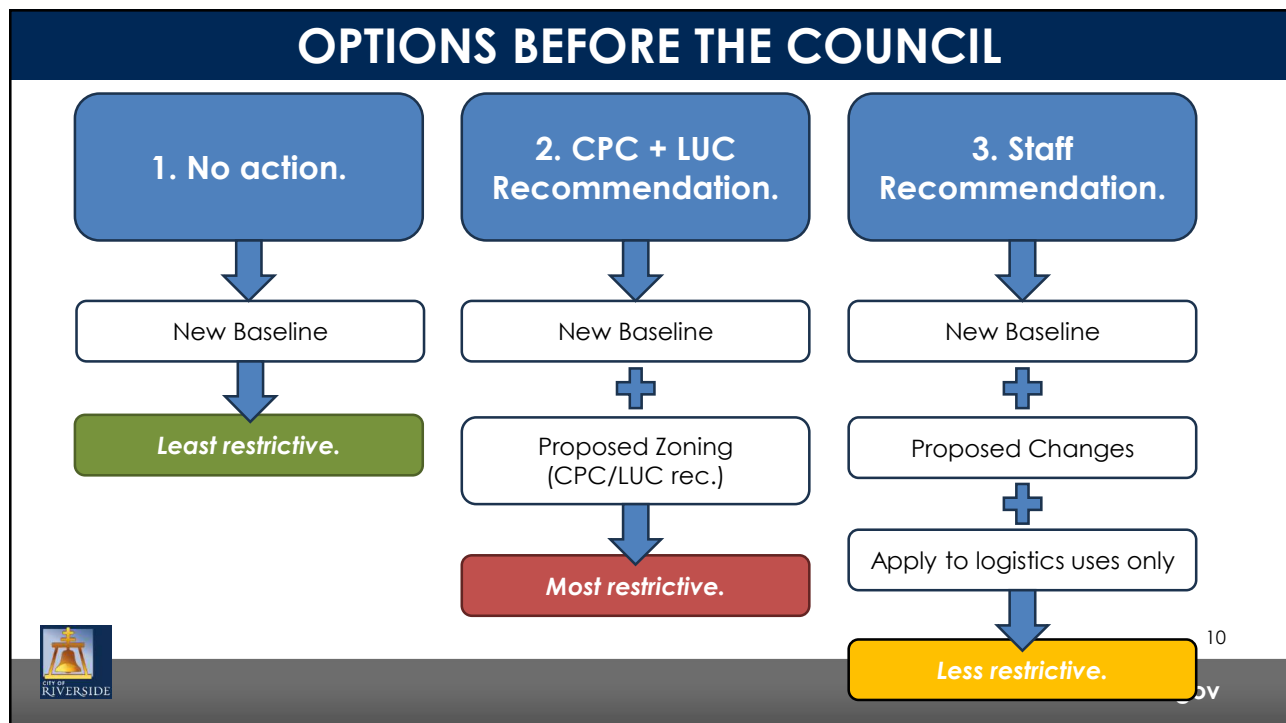 OPTIONS BEFORE THE COUNCIL
1. No action.
New Baseline
Least restrictive.
2. CPC + LUC
Recommendation.
New Baseline
Proposed Zoning
(CPC/LUC rec.)
Most restrictive.
3. Staff
Recommendation.
New Baseline
Proposed Changes
Apply to logistics uses only
Less restrictive.
10
CITY OF
RIVERSIDE
gov